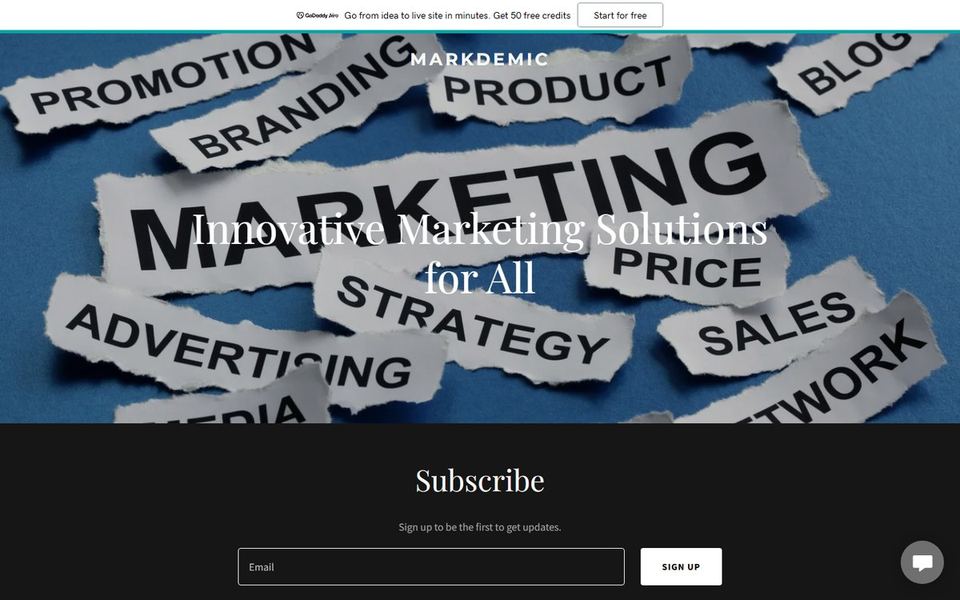 GoDaddy Airo Go from idea to live site in minutes. Get 50 free credits Start for free
MARKDEMIC
PROMOTION
BRANDING
PRODUCT
BLOG
MARKETING
Innovative Marketing Solutions
for All
PRICE
STRATEGY
ADVERTISING
SALES
NETWORK
MEDIA
Subscribe
Sign up to be the first to get updates.
Email
SIGN UP